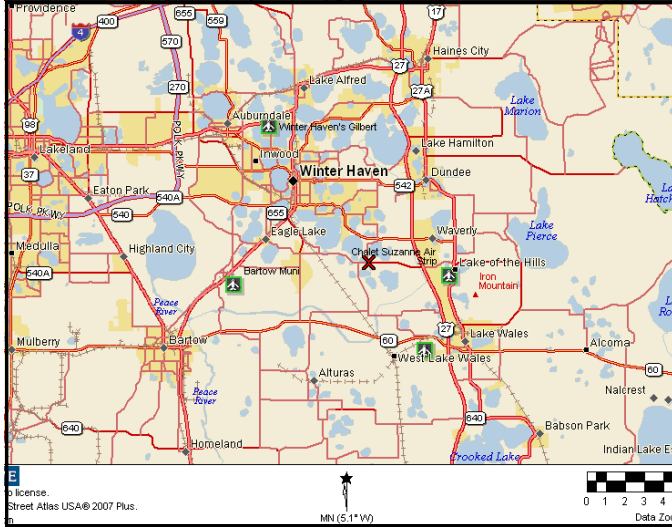 Providence
655
559
17
400
4
570
Haines City
27
270
Lake Alfred
27A
Lake
Marion
98
Auburndale
Winter Haven's Gilbert
POLK PKWY
Lake Hamilton
Lakeland
Inwood
Winter Haven
37
Dundee
542
Eaton Park
540A
POLK PKWY
540
655
Lake
Pierce
Eagle Lake
Waverly
Medulla
Highland City
Chalet Suzanne Air
Strip
Lake-of-the Hills
540A
Bartow Muni
Iron
Mountain
Peace
River
27
Lake Wales
Mulberry
Bartow
60
Alcoma
West Lake Wales
60
Alturas
Peace
River
Nalcrest
640
640
Babson Park
Homeland
Crooked Lake
Indian Lake Es
E
license.
Street Atlas USA® 2007 Plus.
MN (5.1° W)
0 1 2 3 4
Data Zoo